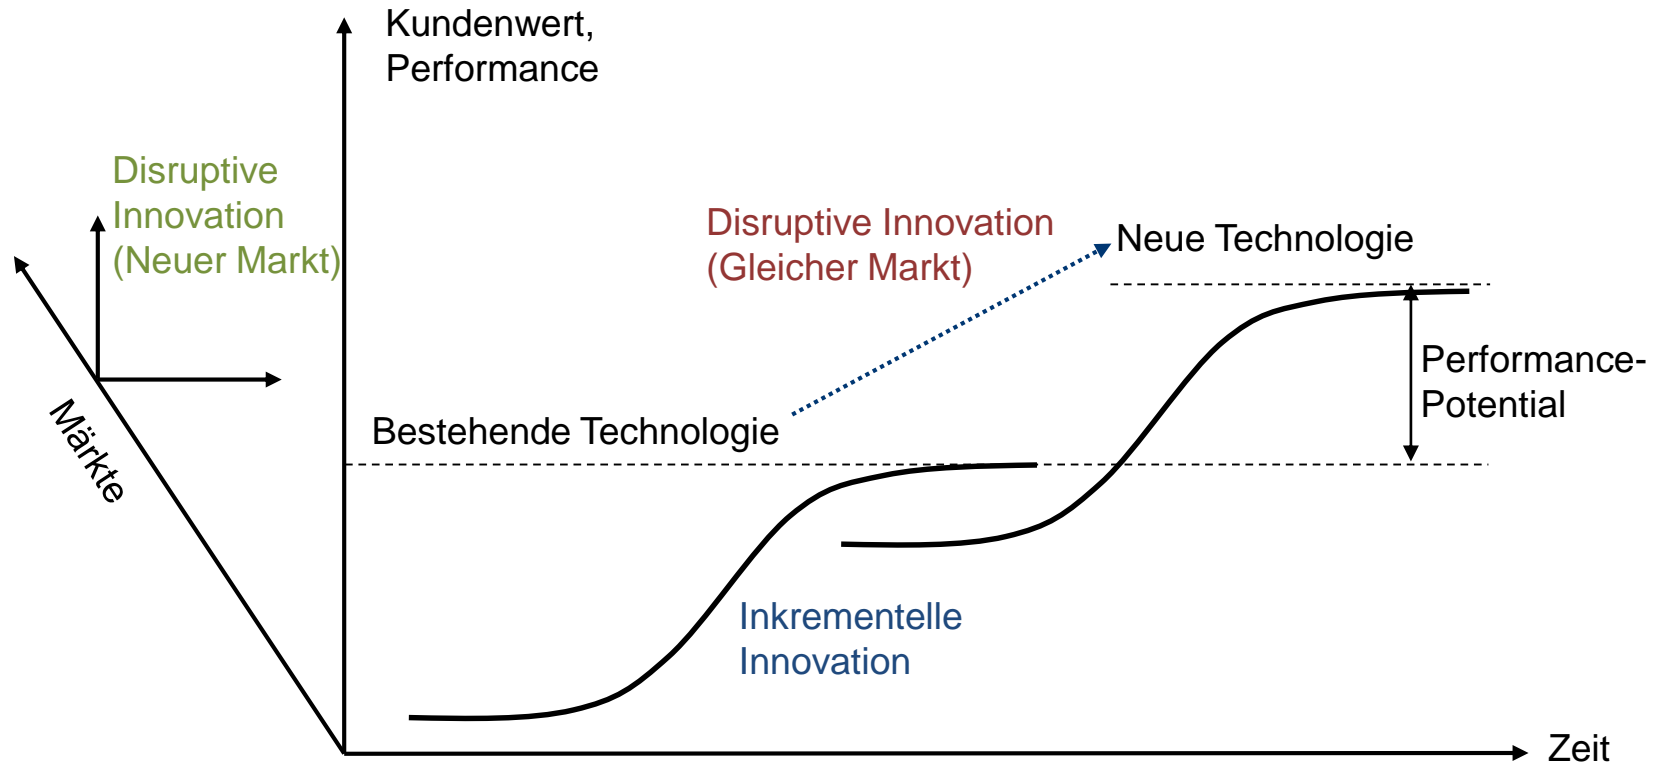 Kundenwert,
Performance
Disruptive
Innovation
(Neuer Markt)
Disruptive Innovation
(Gleicher Markt)
Neue Technologie
Performance-
Potential
Märkte
Bestehende Technologie
Inkrementelle
Innovation
Zeit